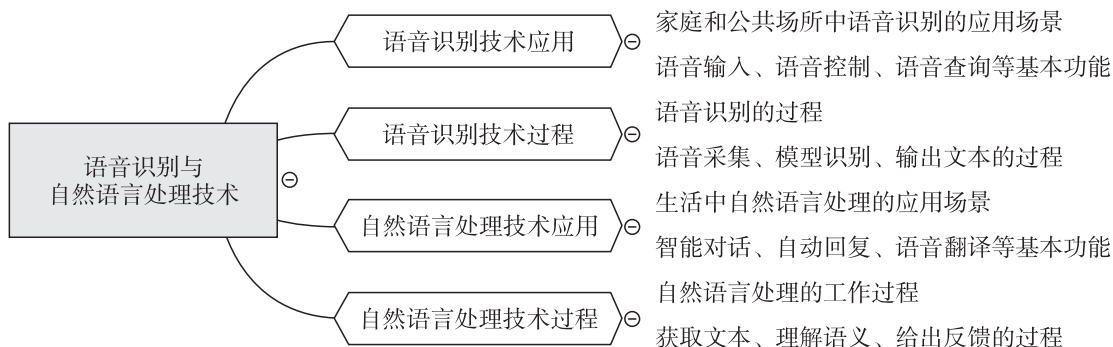 语音识别与
自然语言处理技术
语音识别技术应用
家庭和公共场所中语音识别的应用场景
语音输入、语音控制、语音查询等基本功能
语音识别技术过程
语音识别的过程
语音采集、模型识别、输出文本的过程
自然语言处理技术应用
生活中自然语言处理的应用场景
智能对话、自动回复、语音翻译等基本功能
自然语言处理技术过程
自然语言处理的工作过程
获取文本、理解语义、给出反馈的过程